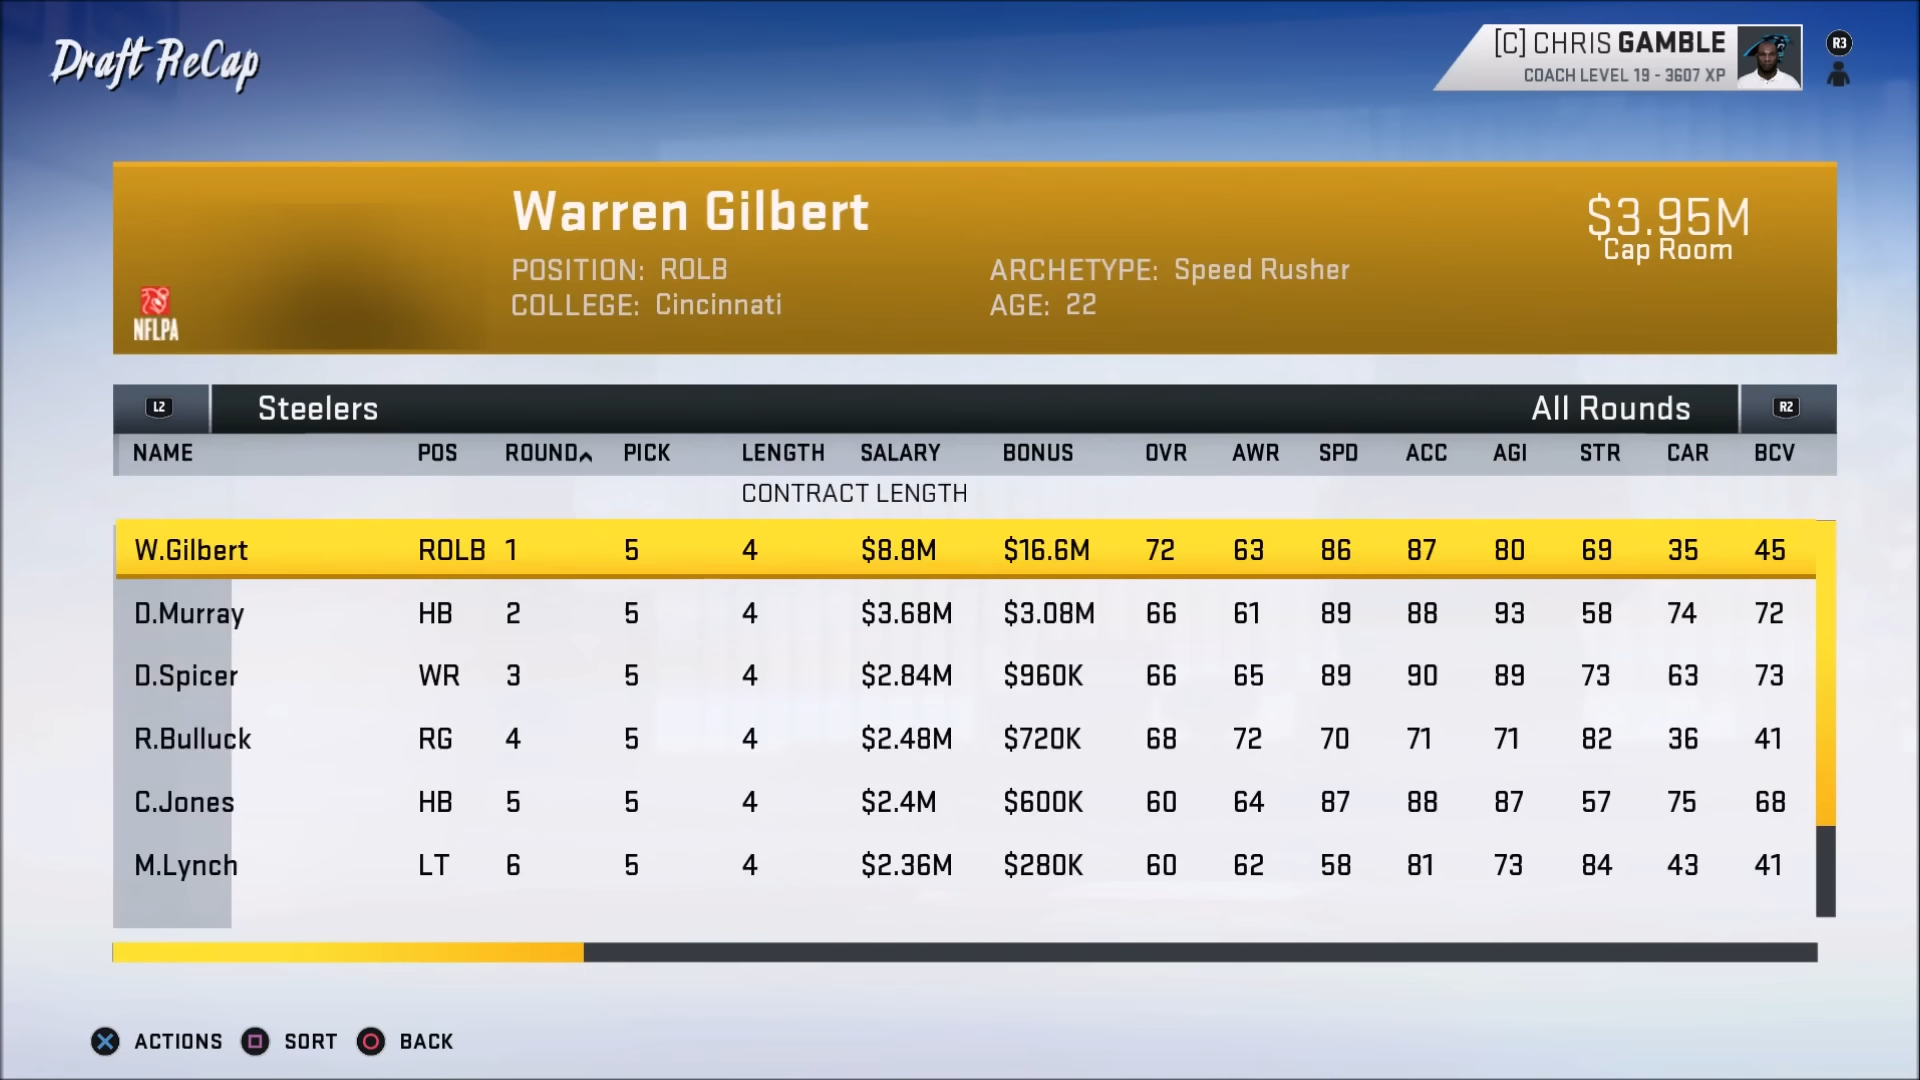 Draft ReCap
[C] CHRIS GAMBLE
COACH LEVEL 19 - 3607 XP
R3
Warren Gilbert
POSITION: ROLB
COLLEGE: Cincinnati
ARCHETYPE: Speed Rusher
AGE: 22
$3.95M
Cap Room
NFLPA
L2 Steelers All Rounds R2
NAME POS ROUND PICK LENGTH SALARY BONUS OVR AWR SPD ACC AGI STR CAR BCV
CONTRACT LENGTH
W.Gilbert ROLB 1 5 4 $8.8M $16.6M 72 63 86 87 80 69 35 45
D.Murray HB 2 5 4 $3.68M $3.08M 66 61 89 88 93 58 74 72
D.Spicer WR 3 5 4 $2.84M $960K 66 65 89 90 89 73 63 73
R.Bulluck RG 4 5 4 $2.48M $720K 68 72 70 71 71 82 36 41
C.Jones HB 5 5 4 $2.4M $600K 60 64 87 88 87 57 75 68
M.Lynch LT 6 5 4 $2.36M $280K 60 62 58 81 73 84 43 41
ACTIONS SORT BACK